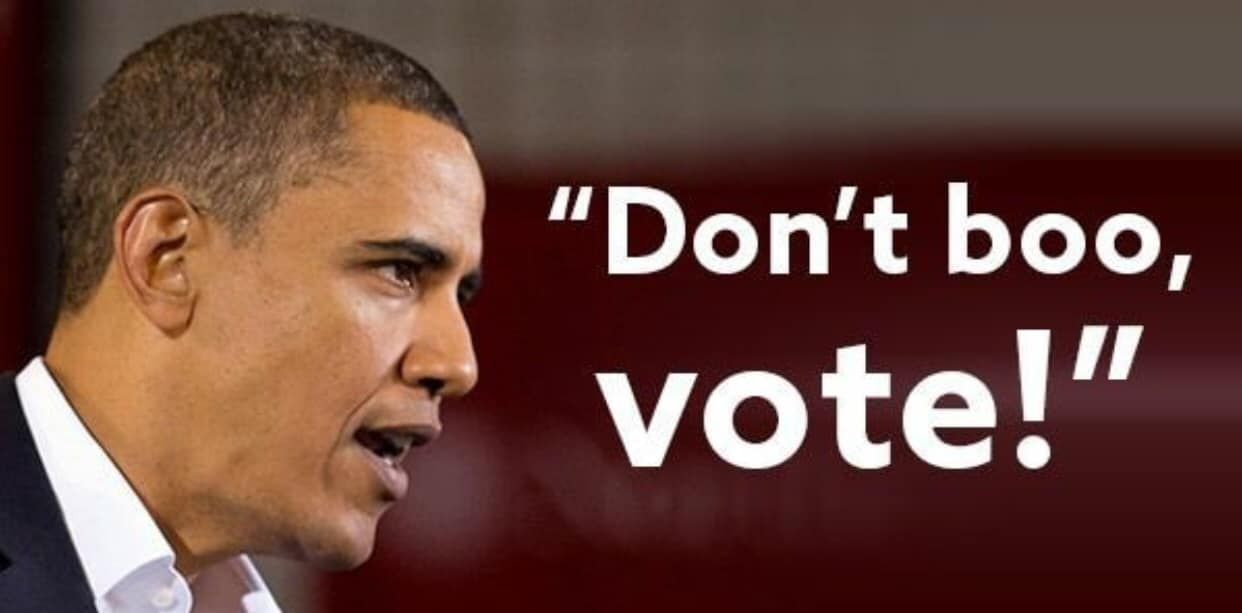 “Don’t boo,
vote!”